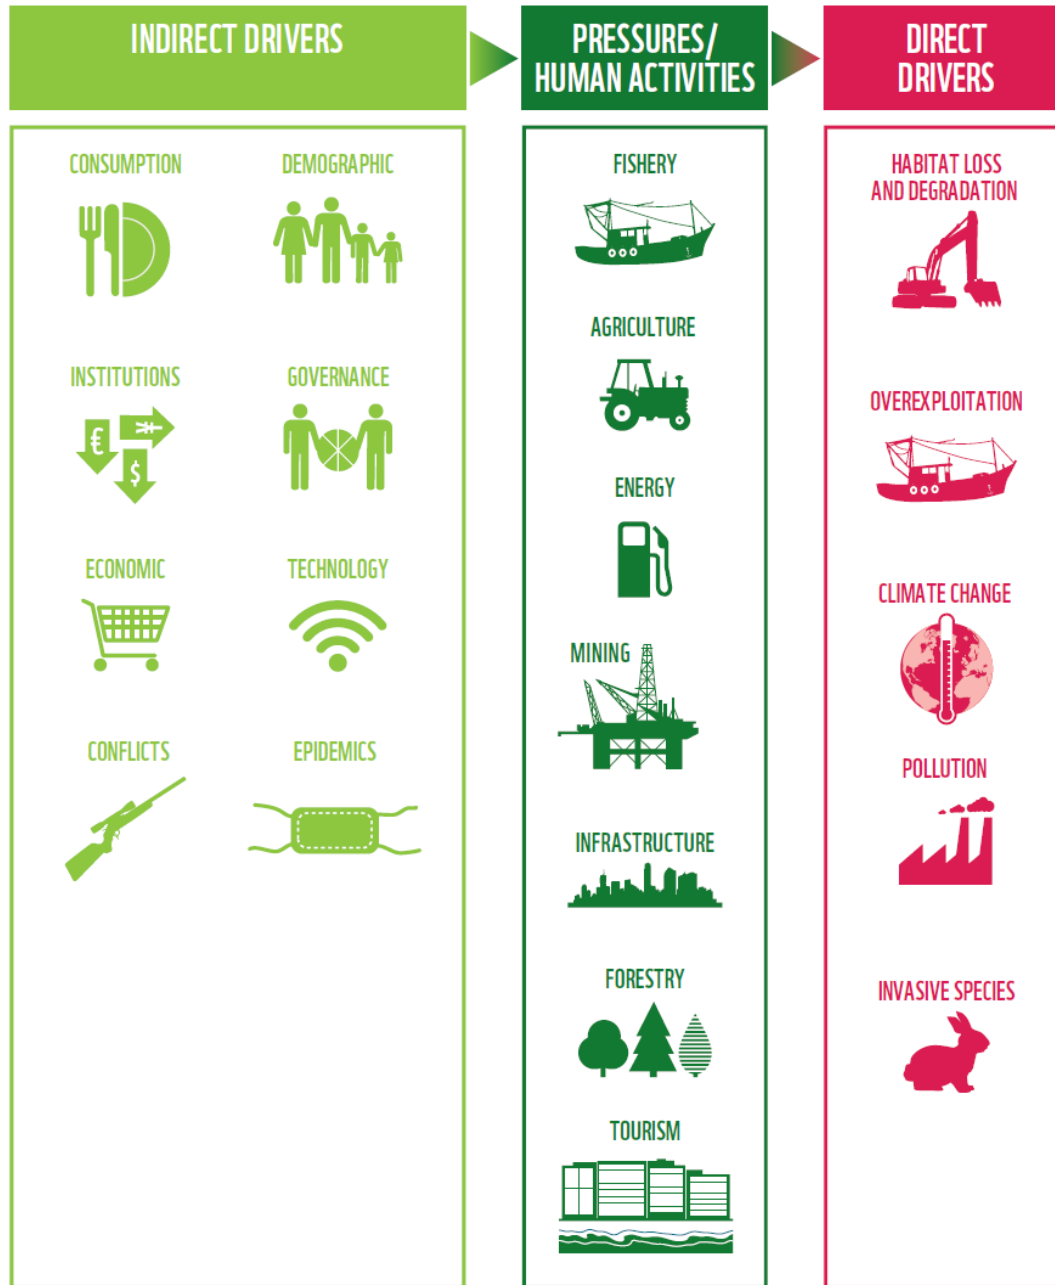 INDIRECT DRIVERS
PRESSURES/
HUMAN ACTIVITIES
DIRECT
DRIVERS
CONSUMPTION
DEMOGRAPHIC
INSTITUTIONS
€
$
GOVERNANCE
ECONOMIC
TECHNOLOGY
CONFLICTS
EPIDEMICS
FISHERY
AGRICULTURE
ENERGY
MINING
INFRASTRUCTURE
FORESTRY
TOURISM
HABITAT LOSS
AND DEGRADATION
OVEREXPLOITATION
CLIMATE CHANGE
POLLUTION
INVASIVE SPECIES